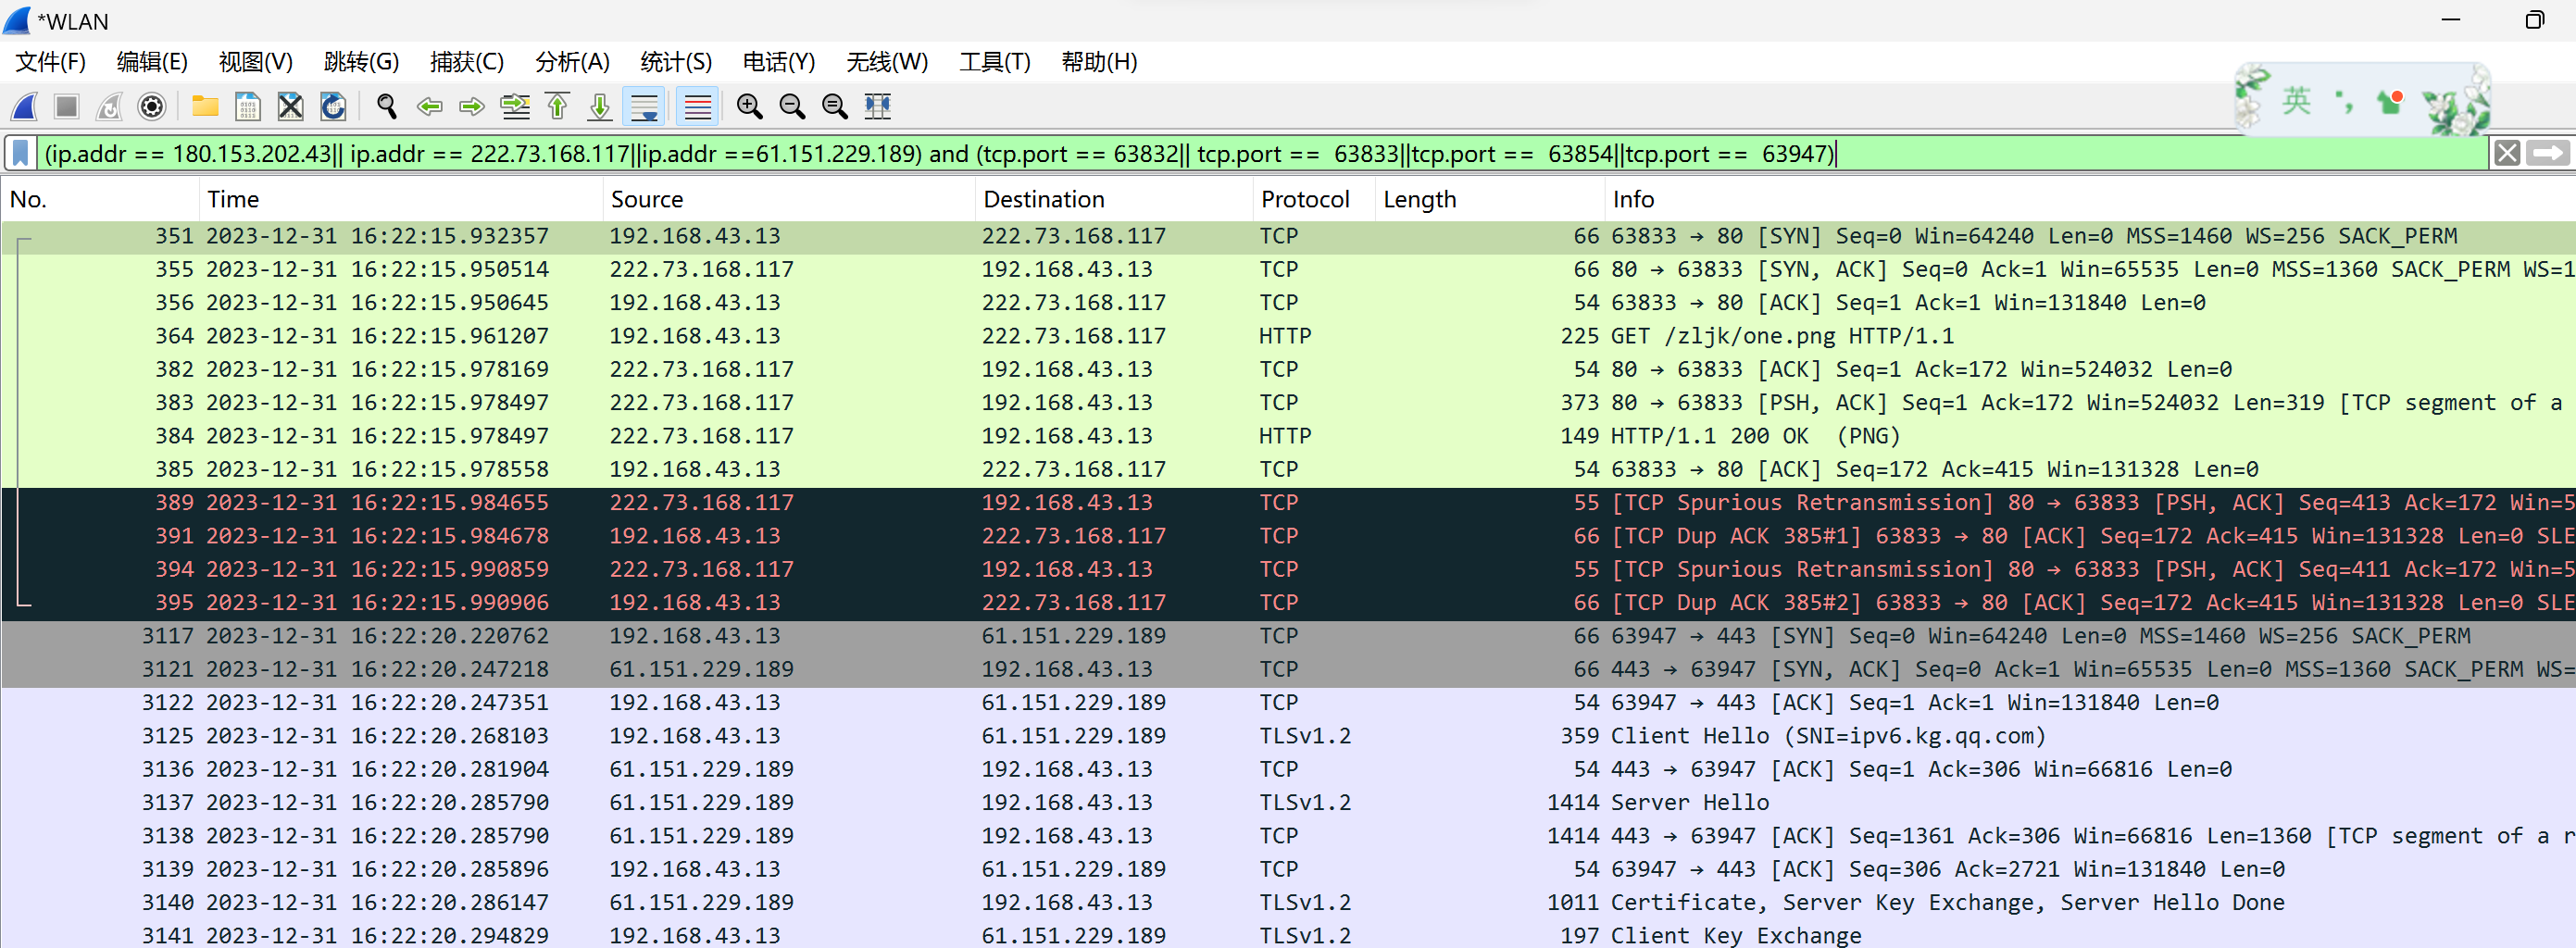 *WLAN
文件(F) 编辑(E) 视图(V) 跳转(G) 捕获(C) 分析(A) 统计(S) 电话(Y) 无线(W) 工具(T) 帮助(H)
英
(ip.addr == 180.153.202.43|| ip.addr == 222.73.168.117||ip.addr ==61.151.229.189) and (tcp.port == 63832|| tcp.port ==  63833||tcp.port ==  63854||tcp.port ==  63947)
No. Time Source Destination Protocol Length Info
351 2023-12-31 16:22:15.932357 192.168.43.13 222.73.168.117 TCP 66 63833 → 80 [SYN] Seq=0 Win=64240 Len=0 MSS=1460 WS=256 SACK_PERM
355 2023-12-31 16:22:15.950514 222.73.168.117 192.168.43.13 TCP 66 80 → 63833 [SYN, ACK] Seq=0 Ack=1 Win=65535 Len=0 MSS=1360 SACK_PERM WS=1
356 2023-12-31 16:22:15.950645 192.168.43.13 222.73.168.117 TCP 54 63833 → 80 [ACK] Seq=1 Ack=1 Win=131840 Len=0
364 2023-12-31 16:22:15.961207 192.168.43.13 222.73.168.117 HTTP 225 GET /zljk/one.png HTTP/1.1
382 2023-12-31 16:22:15.978169 222.73.168.117 192.168.43.13 TCP 54 80 → 63833 [ACK] Seq=1 Ack=172 Win=524032 Len=0
383 2023-12-31 16:22:15.978497 222.73.168.117 192.168.43.13 TCP 373 80 → 63833 [PSH, ACK] Seq=1 Ack=172 Win=524032 Len=319 [TCP segment of a
384 2023-12-31 16:22:15.978497 222.73.168.117 192.168.43.13 HTTP 149 HTTP/1.1 200 OK  (PNG)
385 2023-12-31 16:22:15.978558 192.168.43.13 222.73.168.117 TCP 54 63833 → 80 [ACK] Seq=172 Ack=415 Win=131328 Len=0
389 2023-12-31 16:22:15.984655 222.73.168.117 192.168.43.13 TCP 55 [TCP Spurious Retransmission] 80 → 63833 [PSH, ACK] Seq=413 Ack=172 Win=5
391 2023-12-31 16:22:15.984678 192.168.43.13 222.73.168.117 TCP 66 [TCP Dup ACK 385#1] 63833 → 80 [ACK] Seq=172 Ack=415 Win=131328 Len=0 SLE
394 2023-12-31 16:22:15.990859 222.73.168.117 192.168.43.13 TCP 55 [TCP Spurious Retransmission] 80 → 63833 [PSH, ACK] Seq=411 Ack=172 Win=5
395 2023-12-31 16:22:15.990906 192.168.43.13 222.73.168.117 TCP 66 [TCP Dup ACK 385#2] 63833 → 80 [ACK] Seq=172 Ack=415 Win=131328 Len=0 SLE
3117 2023-12-31 16:22:20.220762 192.168.43.13 61.151.229.189 TCP 66 63947 → 443 [SYN] Seq=0 Win=64240 Len=0 MSS=1460 WS=256 SACK_PERM
3121 2023-12-31 16:22:20.247218 61.151.229.189 192.168.43.13 TCP 66 443 → 63947 [SYN, ACK] Seq=0 Ack=1 Win=65535 Len=0 MSS=1360 SACK_PERM WS=
3122 2023-12-31 16:22:20.247351 192.168.43.13 61.151.229.189 TCP 54 63947 → 443 [ACK] Seq=1 Ack=1 Win=131840 Len=0
3125 2023-12-31 16:22:20.268103 192.168.43.13 61.151.229.189 TLSv1.2 359 Client Hello (SNI=ipv6.kg.qq.com)
3136 2023-12-31 16:22:20.281904 61.151.229.189 192.168.43.13 TCP 54 443 → 63947 [ACK] Seq=1 Ack=306 Win=66816 Len=0
3137 2023-12-31 16:22:20.285790 61.151.229.189 192.168.43.13 TLSv1.2 1414 Server Hello
3138 2023-12-31 16:22:20.285790 61.151.229.189 192.168.43.13 TCP 1414 443 → 63947 [ACK] Seq=1361 Ack=306 Win=66816 Len=1360 [TCP segment of a r
3139 2023-12-31 16:22:20.285896 192.168.43.13 61.151.229.189 TCP 54 63947 → 443 [ACK] Seq=306 Ack=2721 Win=131840 Len=0
3140 2023-12-31 16:22:20.286147 61.151.229.189 192.168.43.13 TLSv1.2 1011 Certificate, Server Key Exchange, Server Hello Done
3141 2023-12-31 16:22:20.294829 192.168.43.13 61.151.229.189 TLSv1.2 197 Client Key Exchange